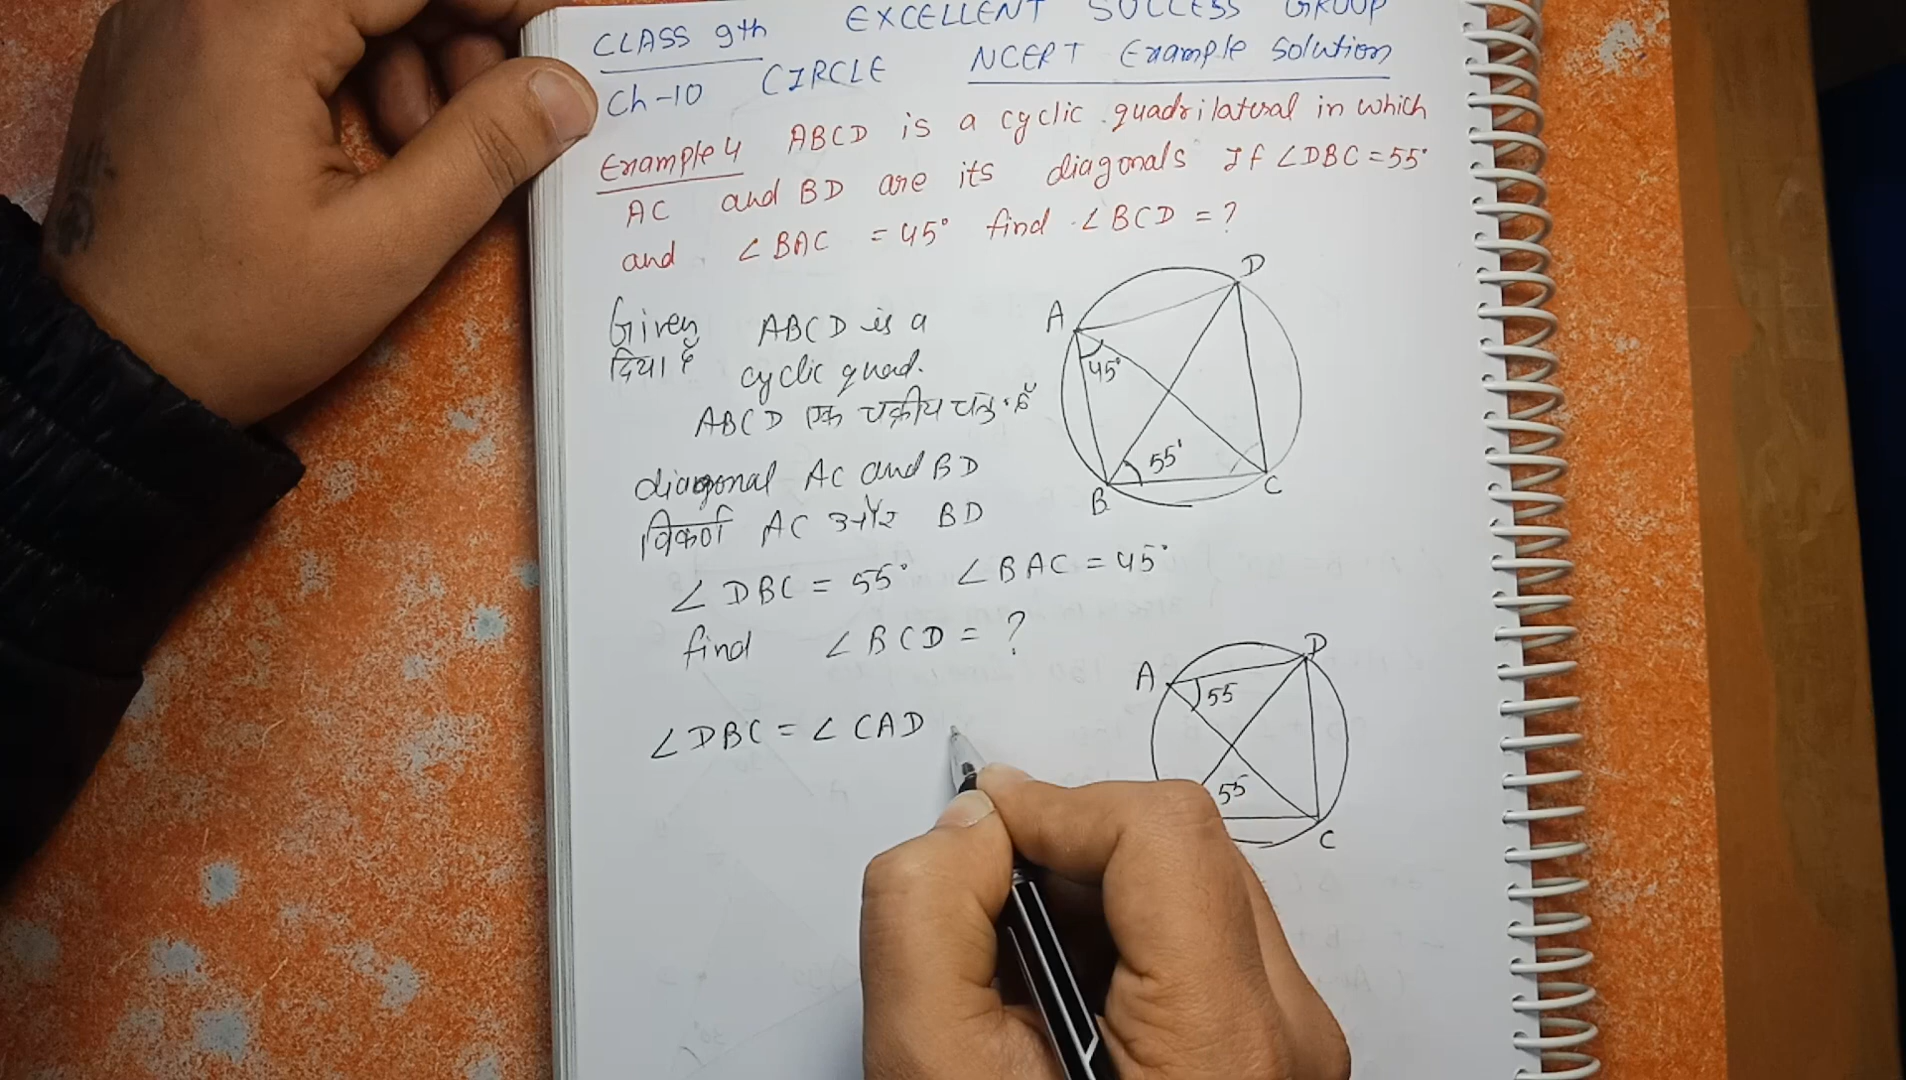 CLASS 9th EXCELLENT SUCCESS GROUP
Ch-10 CIRCLE NCERT Example Solution
Example 4 ABCD is a cyclic quadrilateral in which
AC and BD are its diagonals If ∠DBC = 55°
and ∠BAC = 45° find ∠BCD = ?
Given ABCD is a
दिया है cyclic quad.
ABCD एक चक्रीय चतु. है
diagonal AC and BD
विकर्ण AC और BD
∠DBC = 55° ∠BAC = 45°
find ∠BCD = ?
∠DBC = ∠CAD
D
A
45°
55°
B
C
D
A
55
55
C